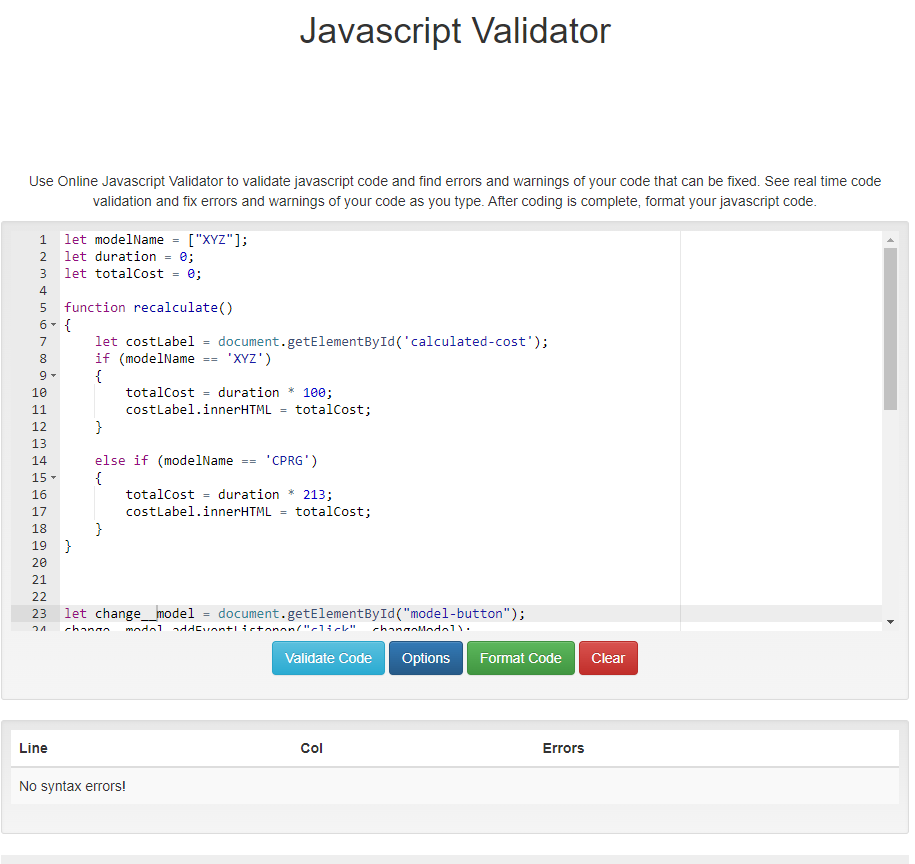 Javascript Validator
Use Online Javascript Validator to validate javascript code and find errors and warnings of your code that can be fixed. See real time code
validation and fix errors and warnings of your code as you type. After coding is complete, format your javascript code.
1 let modelName = ["XYZ"];
2 let duration = 0;
3 let totalCost = 0;
4
5 function recalculate()
6 {
7     let costLabel = document.getElementById('calculated-cost');
8     if (modelName == 'XYZ')
9     {
10         totalCost = duration * 100;
11         costLabel.innerHTML = totalCost;
12     }
13
14     else if (modelName == 'CPRG')
15     {
16         totalCost = duration * 213;
17         costLabel.innerHTML = totalCost;
18     }
19 }
20
21
22
23 let change__model = document.getElementById("model-button");
24 change__model.addEventListener("click", changeModel);
Validate Code Options Format Code Clear
Line Col Errors
No syntax errors!